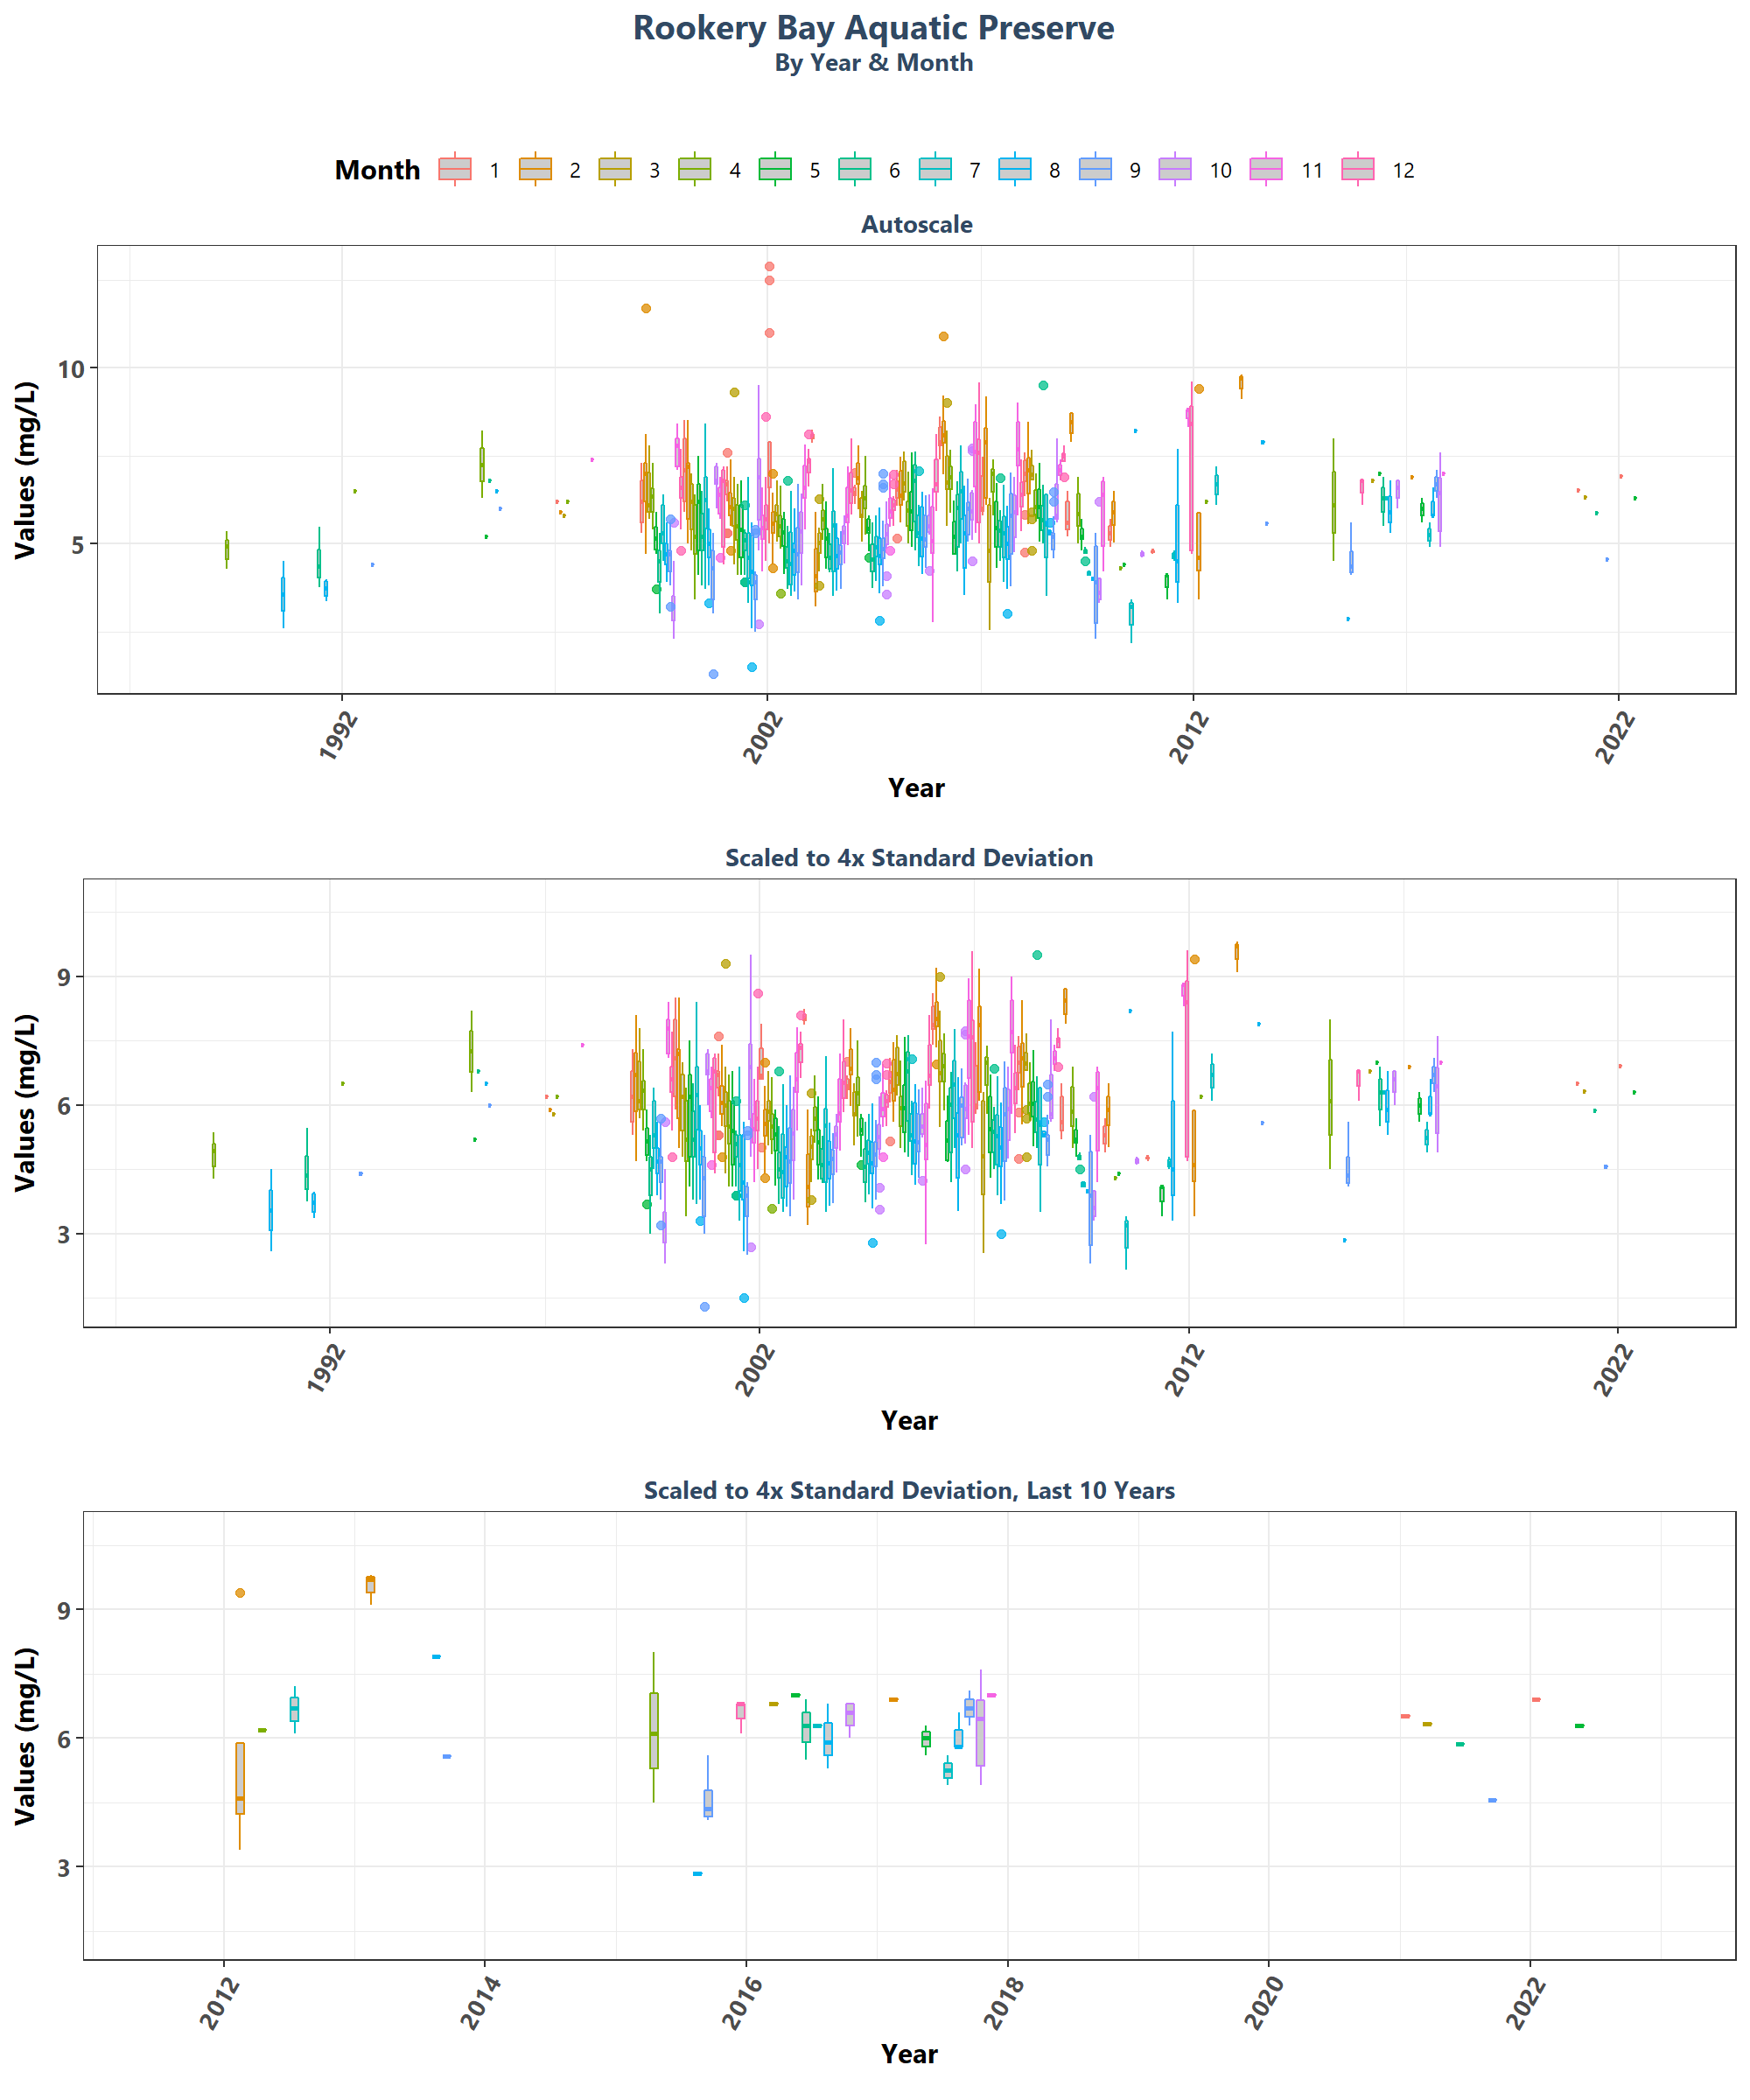 Rookery Bay Aquatic Preserve
By Year & Month
Month 1 2 3 4 5 6 7 8 9 10 11 12
Autoscale
Values (mg/L)
10
5
1992 2002 2012 2022
Year
Scaled to 4x Standard Deviation
Values (mg/L)
9
6
3
1992 2002 2012 2022
Year
Scaled to 4x Standard Deviation, Last 10 Years
Values (mg/L)
9
6
3
2012 2014 2016 2018 2020 2022
Year